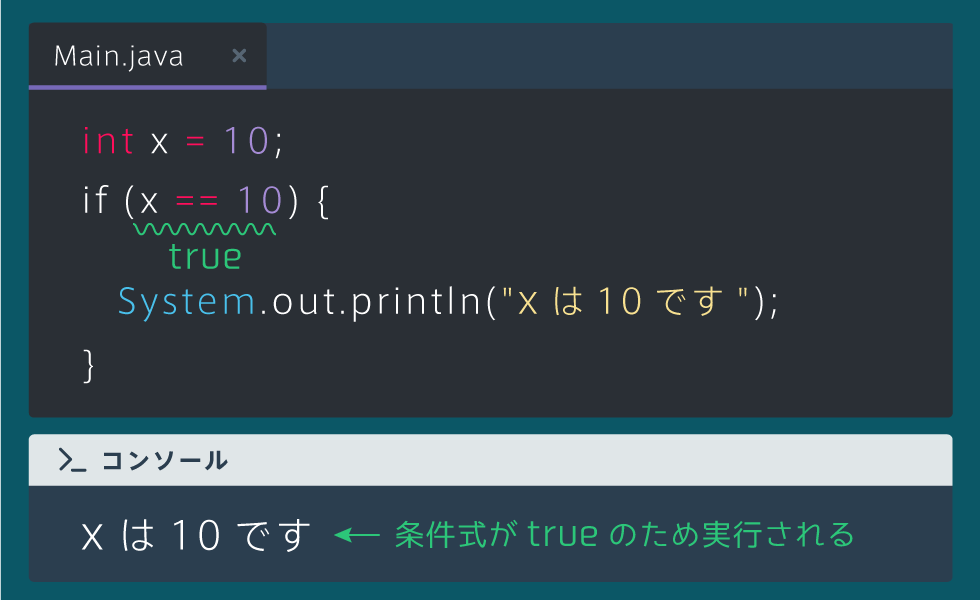 Main.java ×
int x = 10;
if (x == 10) {
true
System.out.println("x は 10 です ");
}
>_ コンソール
x は 10 です ← 条件式が true のため実行される